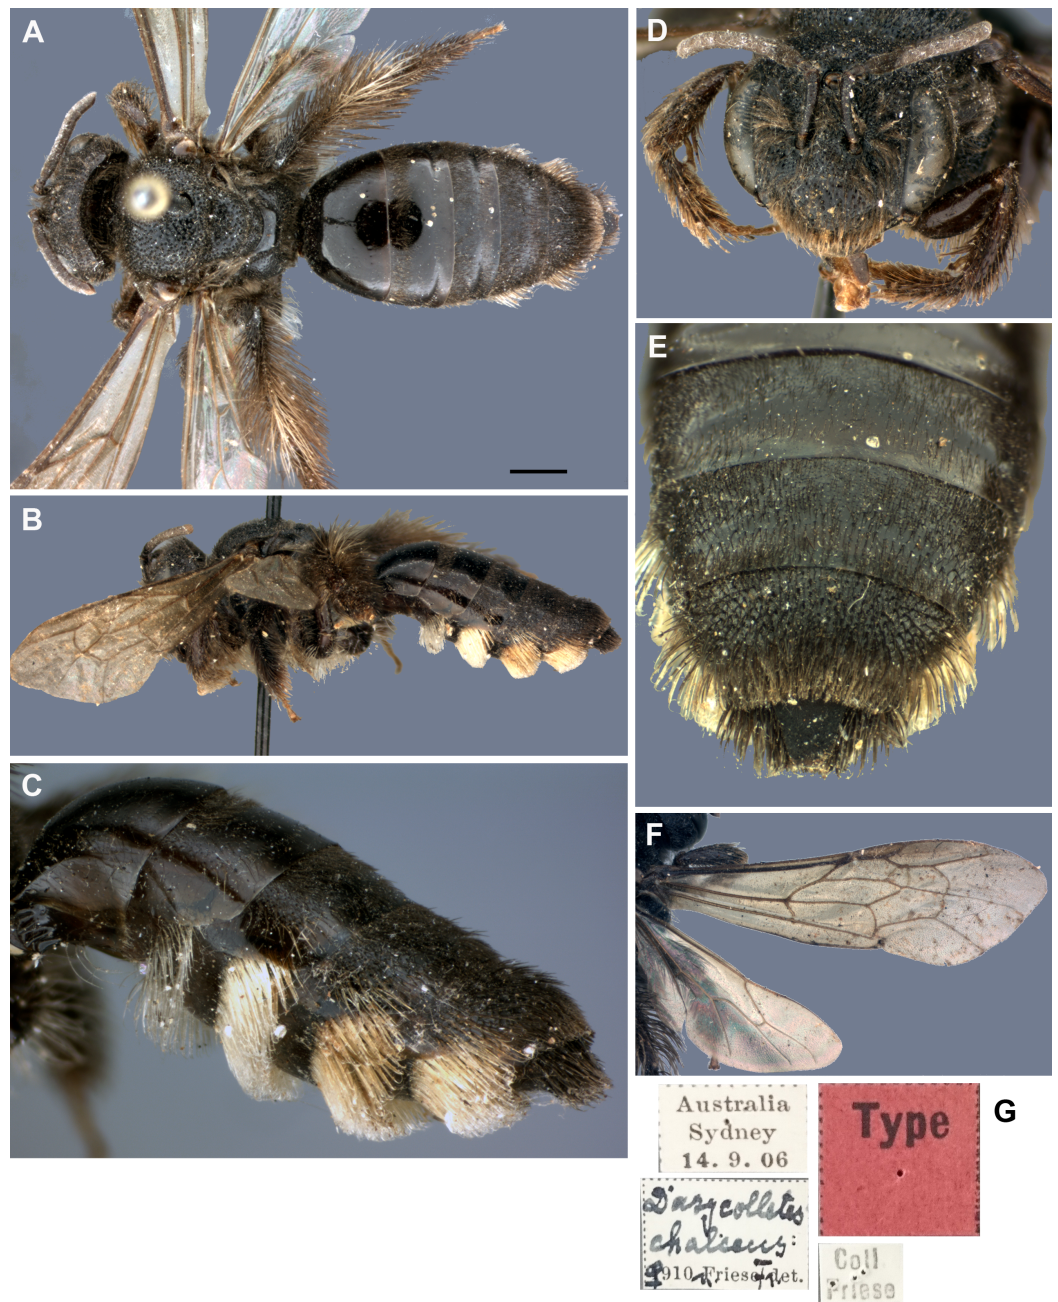 A
D
B
E
C
F
G
Australia
Sydney
14. 9. 06
Type
Dasycolletes
chalceus
1910 Friese det.
Coll
Friese